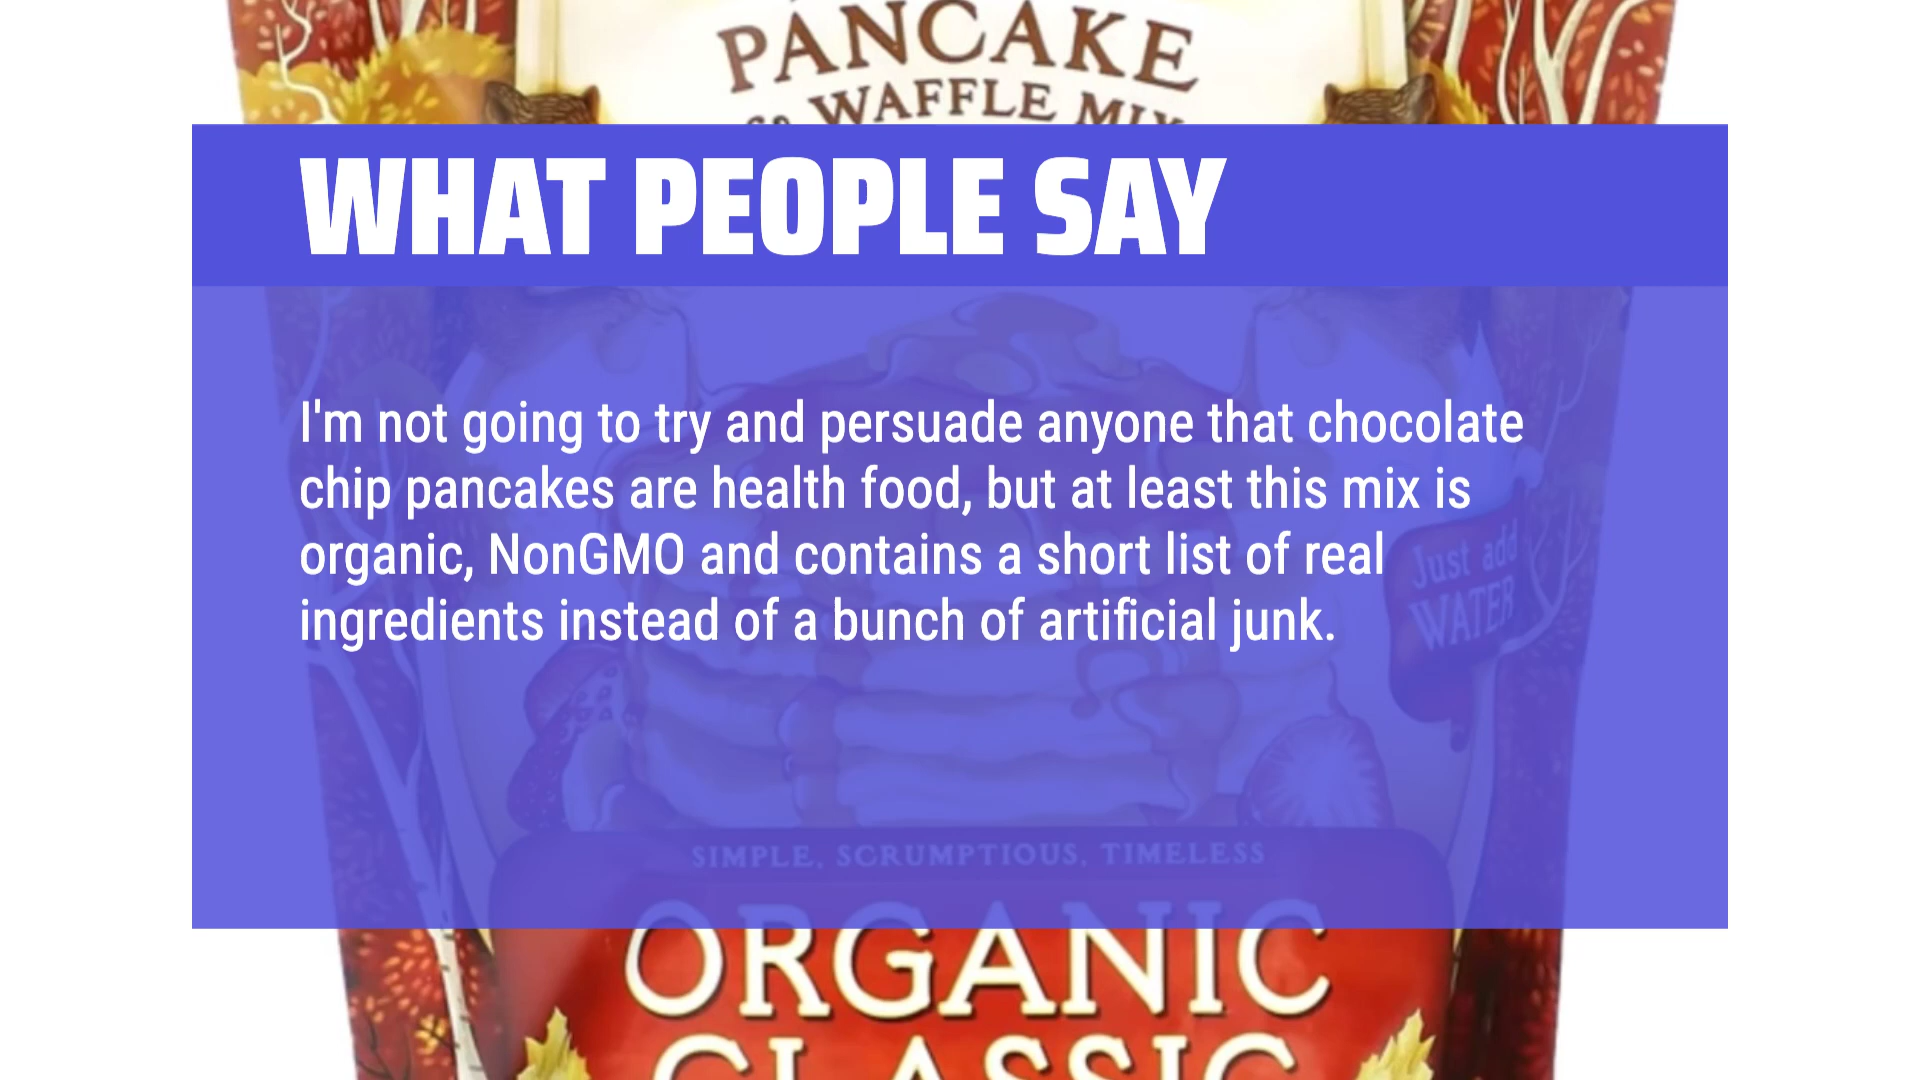 PANCAKE
& WAFFLE MIX
WHAT PEOPLE SAY
I'm not going to try and persuade anyone that chocolate
chip pancakes are health food, but at least this mix is
organic, NonGMO and contains a short list of real
ingredients instead of a bunch of artificial junk.
Just add
WATER
SIMPLE, SCRUMPTIOUS, TIMELESS
ORGANIC
CLASSIC